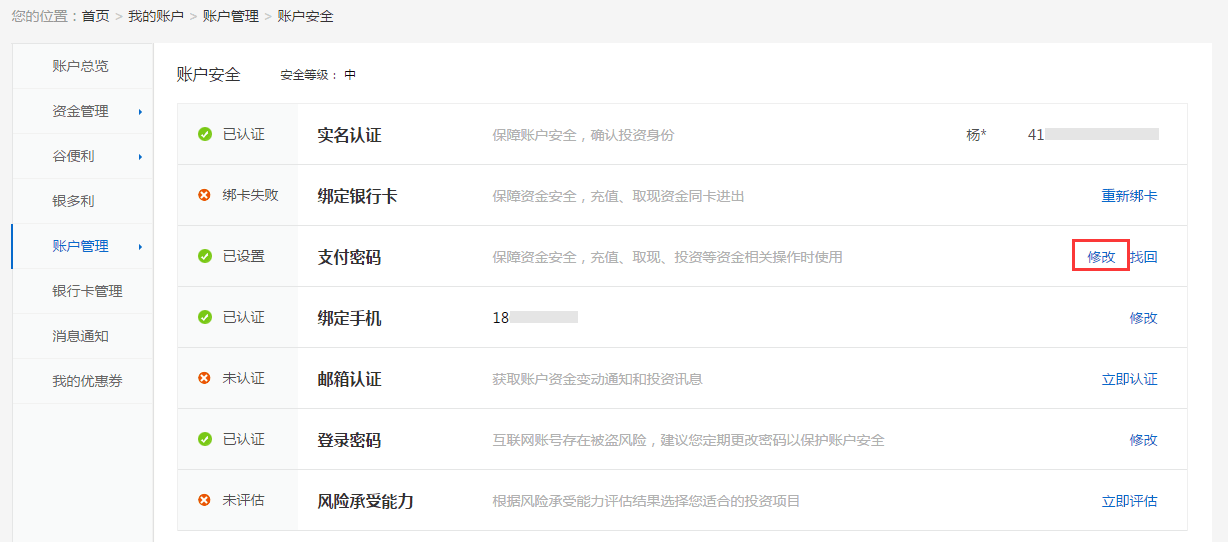 您的位置：首页 > 我的账户 > 账户管理 > 账户安全
账户总览
资金管理
谷便利
银多利
账户管理
银行卡管理
消息通知
我的优惠券
账户安全 安全等级： 中
已认证 实名认证 保障账户安全，确认投资身份 杨* 41
绑卡失败 绑定银行卡 保障资金安全，充值、取现资金同卡进出 重新绑卡
已设置 支付密码 保障资金安全，充值、取现、投资等资金相关操作时使用 修改 找回
已认证 绑定手机 18 修改
未认证 邮箱认证 获取账户资金变动通知和投资讯息 立即认证
已认证 登录密码 互联网账号存在被盗风险，建议您定期更改密码以保护账户安全 修改
未评估 风险承受能力 根据风险承受能力评估结果选择您适合的投资项目 立即评估